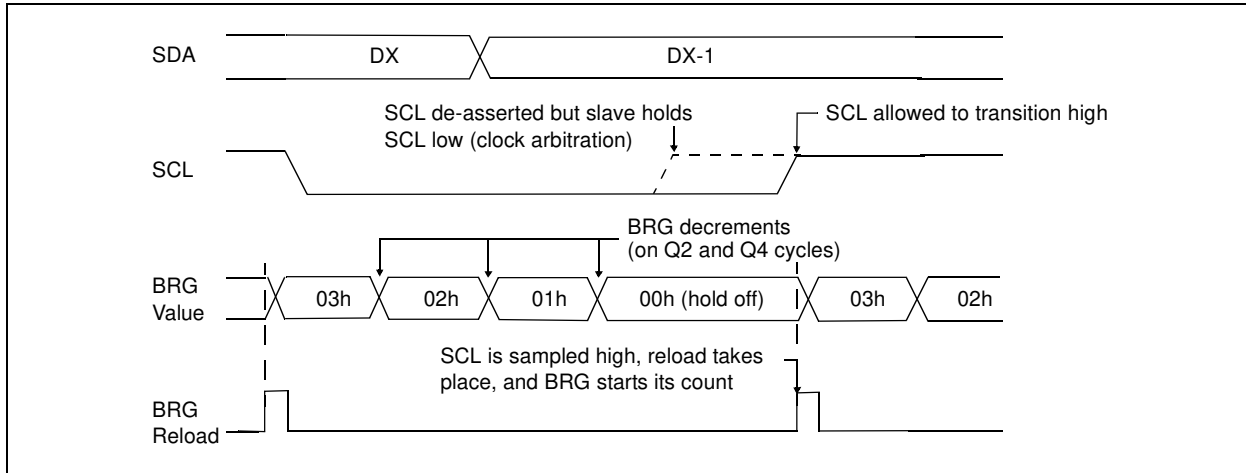 SDA
DX
DX-1
SCL de-asserted but slave holds
SCL low (clock arbitration)
SCL allowed to transition high
SCL
BRG decrements
(on Q2 and Q4 cycles)
BRG
Value
03h
02h
01h
00h (hold off)
03h
02h
SCL is sampled high, reload takes
place, and BRG starts its count
BRG
Reload